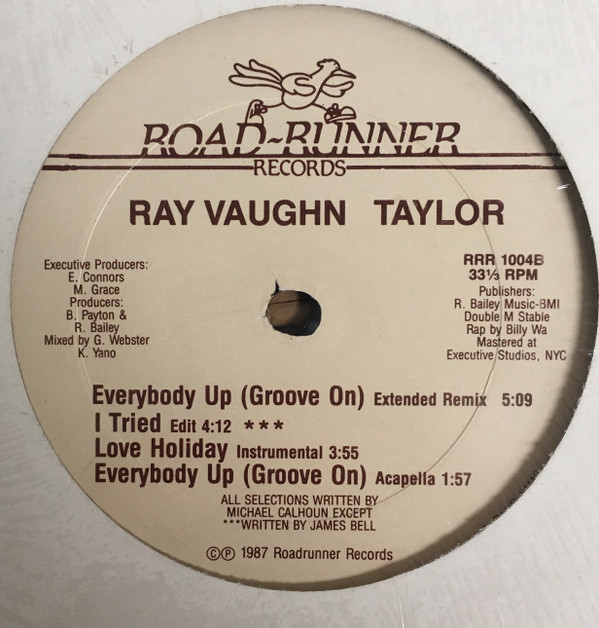 ROAD-RUNNER
RECORDS
RAY VAUGHN TAYLOR
Executive Producers:
E. Connors
M. Grace
Producers:
B. Payton &
R. Bailey
Mixed by G. Webster
K. Yano
RRR 1004B
33⅓ RPM
Publishers:
R. Bailey Music-BMI
Double M Stable
Rap by Billy Wa
Mastered at
Executive Studios, NYC
Everybody Up (Groove On) Extended Remix 5:09
I Tried Edit 4:12 ***
Love Holiday Instrumental 3:55
Everybody Up (Groove On) Acapella 1:57
ALL SELECTIONS WRITTEN BY
MICHAEL CALHOUN EXCEPT
***WRITTEN BY JAMES BELL
©℗ 1987 Roadrunner Records